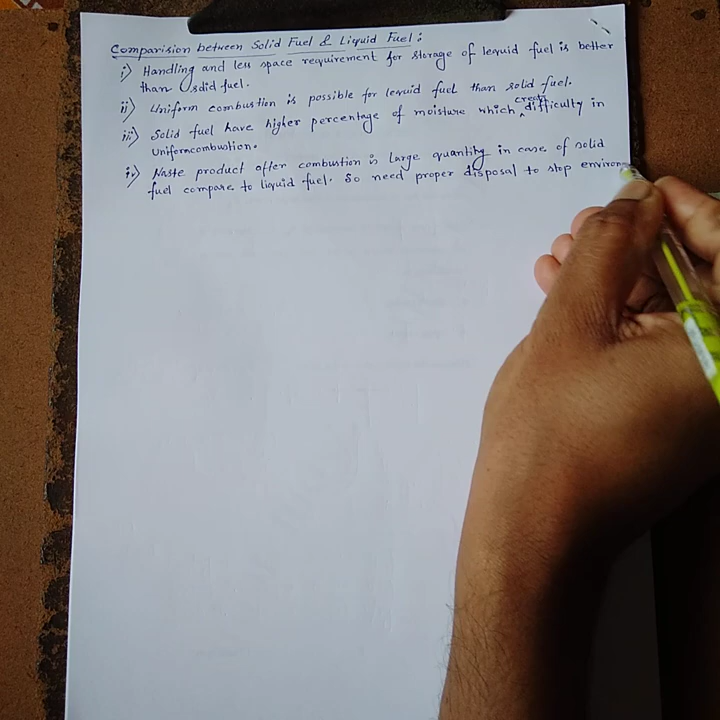 Comparision between Solid Fuel & Liquid Fuel:
i) Handling and less space requirement for storage of lequid fuel is better
than solid fuel.
ii) Uniform combustion is possible for lequid fuel than solid fuel.
iii) Solid fuel have higher percentage of moisture which create difficulty in
Uniformcombustion.
iv) Waste product after combustion is large quantity in case of solid
fuel compare to liquid fuel. So need proper disposal to stop environ